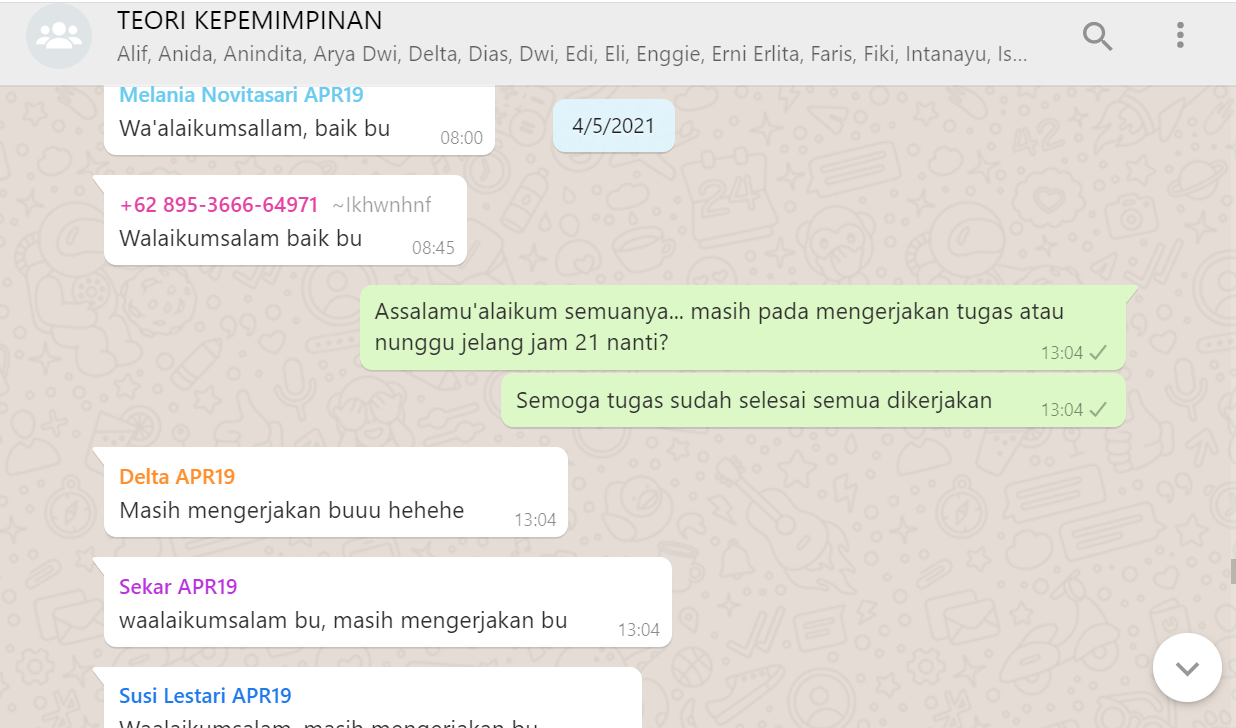 TEORI KEPEMIMPINAN
Alif, Anida, Anindita, Arya Dwi, Delta, Dias, Dwi, Edi, Eli, Enggie, Erni Erlita, Faris, Fiki, Intanayu, Is...
Melania Novitasari APR19
Wa'alaikumsallam, baik bu
08:00
4/5/2021
+62 895-3666-64971 ~Ikhwnhnf
Walaikumsalam baik bu
08:45
Assalamu'alaikum semuanya... masih pada mengerjakan tugas atau
nunggu jelang jam 21 nanti?
13:04
Semoga tugas sudah selesai semua dikerjakan
13:04
Delta APR19
Masih mengerjakan buuu hehehe
13:04
Sekar APR19
waalaikumsalam bu, masih mengerjakan bu
13:04
Susi Lestari APR19
Waalaikumsalam, masih mengerjakan bu